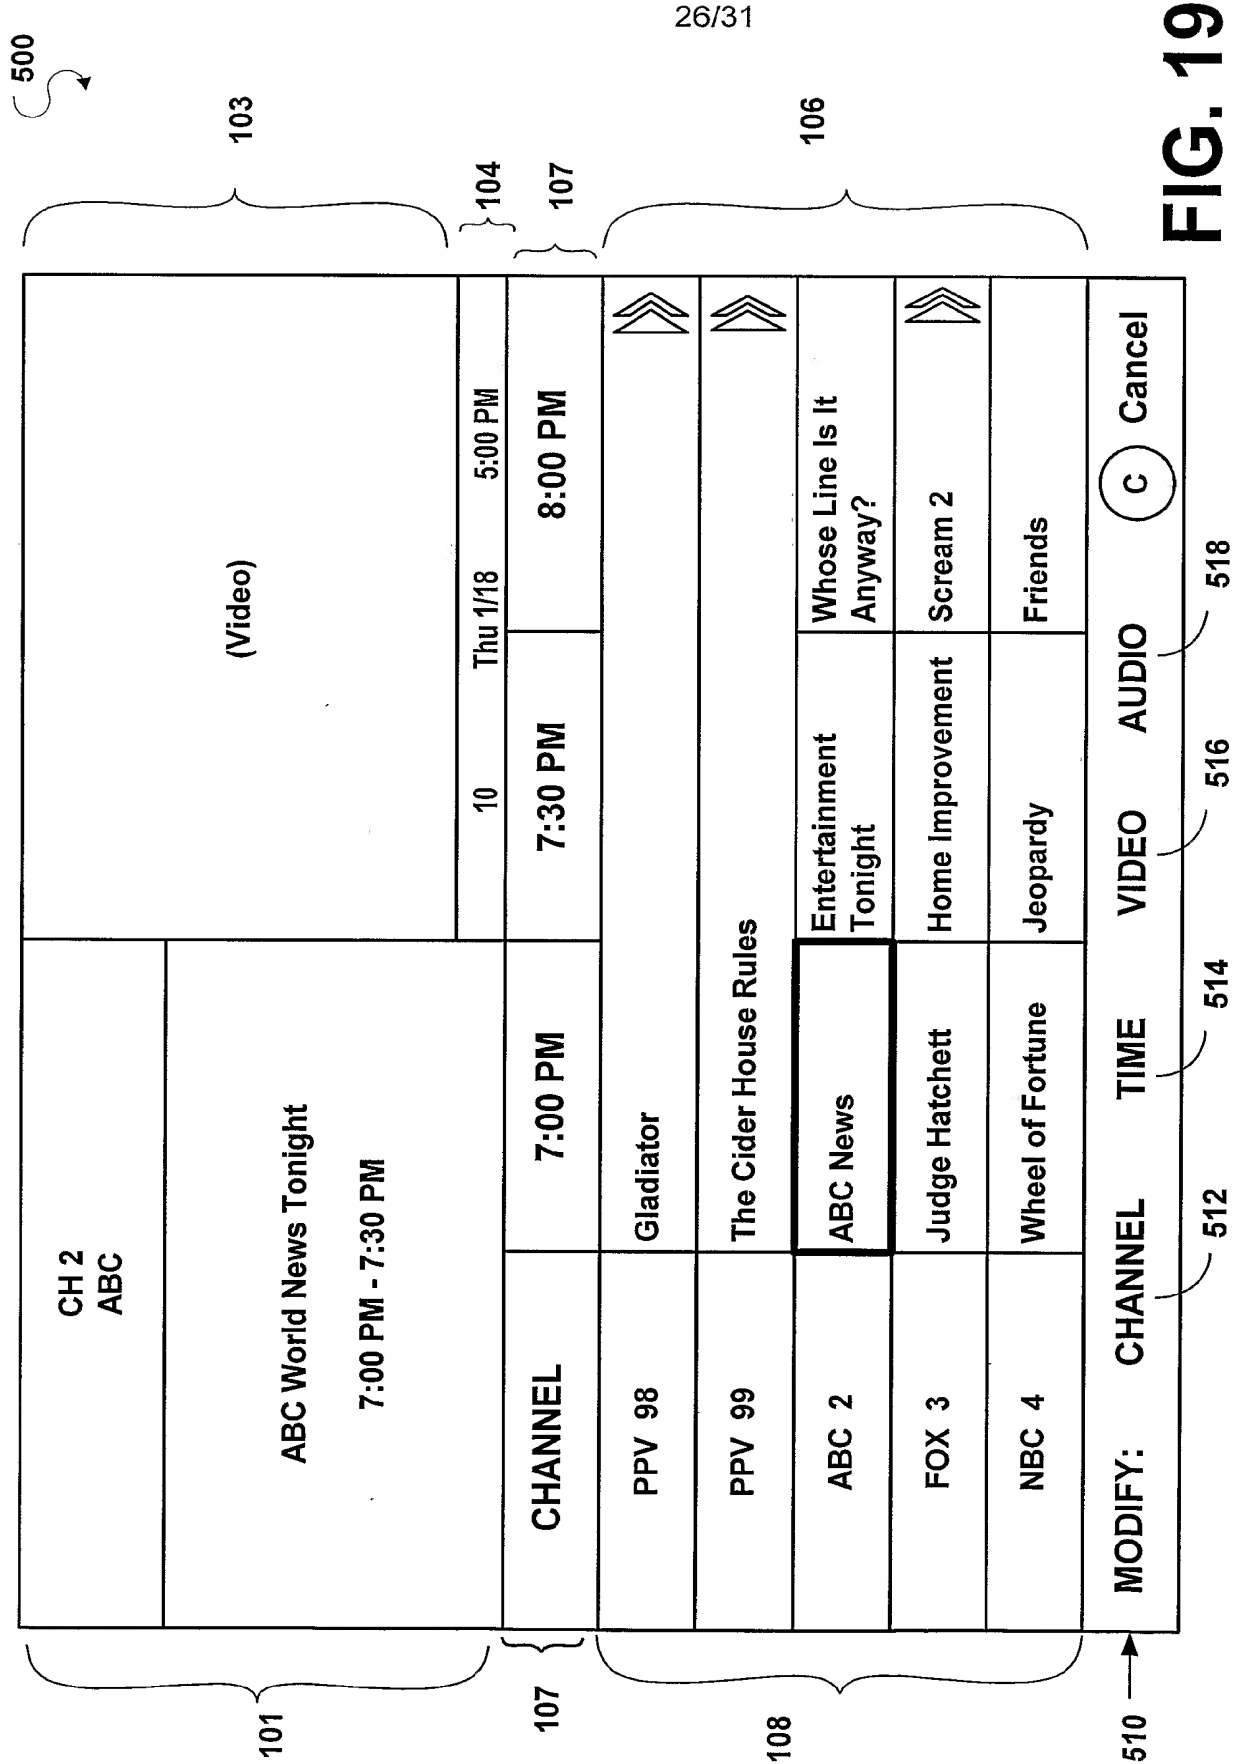 26/31
500
CH 2
ABC
ABC World News Tonight
7:00 PM - 7:30 PM
(Video)
10 Thu 1/18 5:00 PM
101
103
104
107
107
CHANNEL 7:00 PM 7:30 PM 8:00 PM
PPV 98 Gladiator
PPV 99 The Cider House Rules
ABC 2 ABC News Entertainment Tonight Whose Line Is It Anyway?
FOX 3 Judge Hatchett Home Improvement Scream 2
NBC 4 Wheel of Fortune Jeopardy Friends
108
106
510
MODIFY: CHANNEL TIME VIDEO AUDIO C Cancel
512 514 516 518
FIG. 19